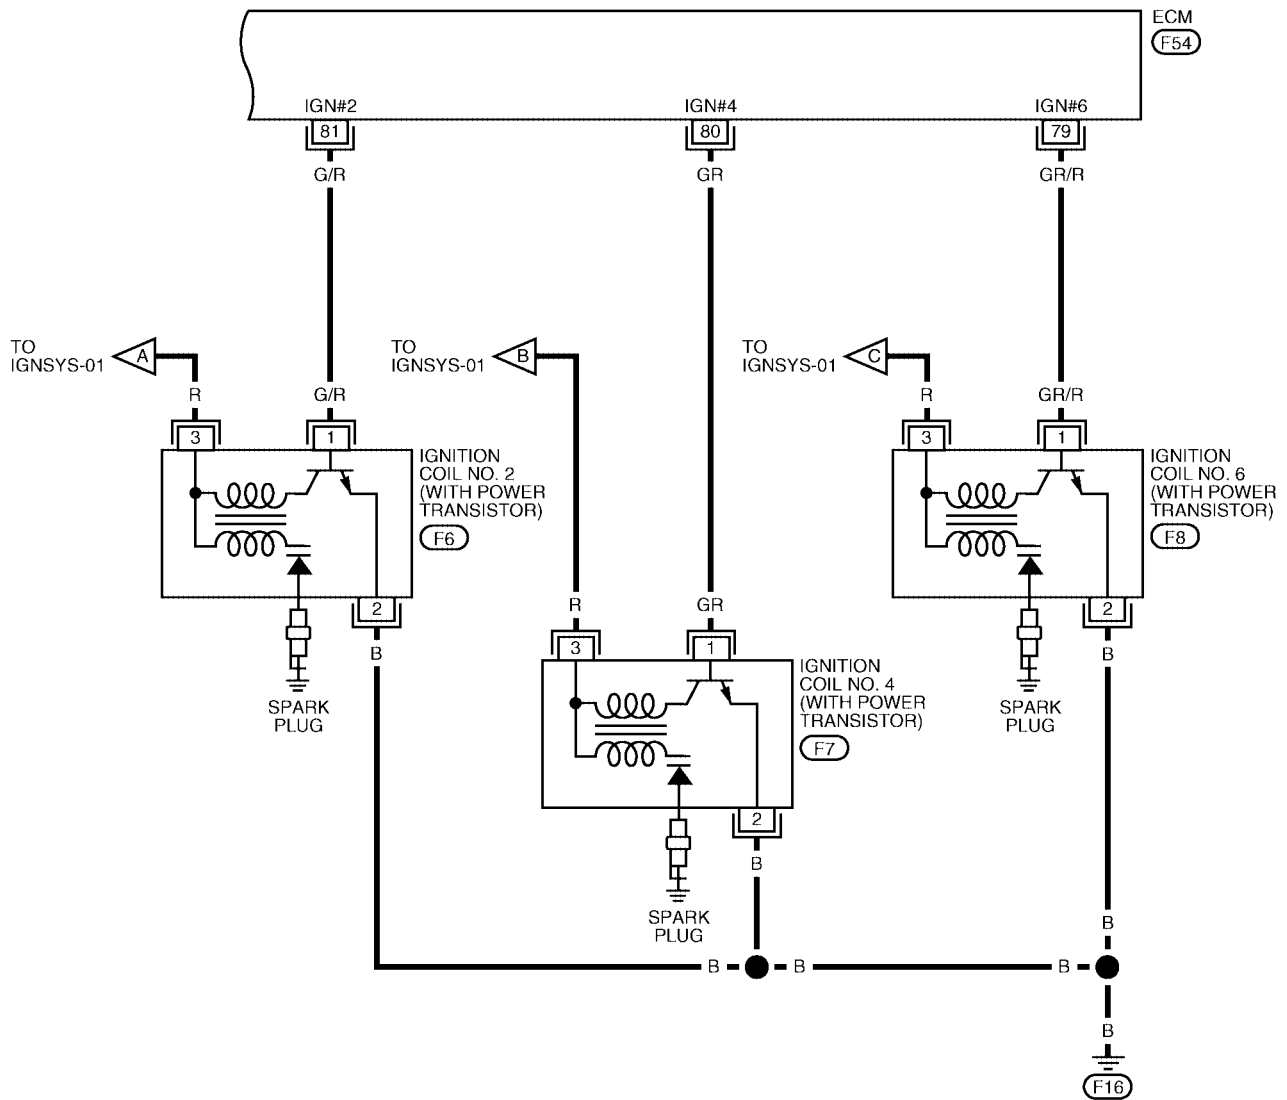 ECM
F54
IGN#2
IGN#4
IGN#6
81
80
79
G/R
GR
GR/R
TO
IGNSYS-01
A
TO
IGNSYS-01
B
TO
IGNSYS-01
C
R
G/R
R
GR/R
3
1
3
1
IGNITION
COIL NO. 2
(WITH POWER
TRANSISTOR)
F6
IGNITION
COIL NO. 6
(WITH POWER
TRANSISTOR)
F8
2
2
R
GR
B
B
3
1
IGNITION
COIL NO. 4
(WITH POWER
TRANSISTOR)
F7
SPARK
PLUG
SPARK
PLUG
2
B
SPARK
PLUG
B
B
B
B
B
F16